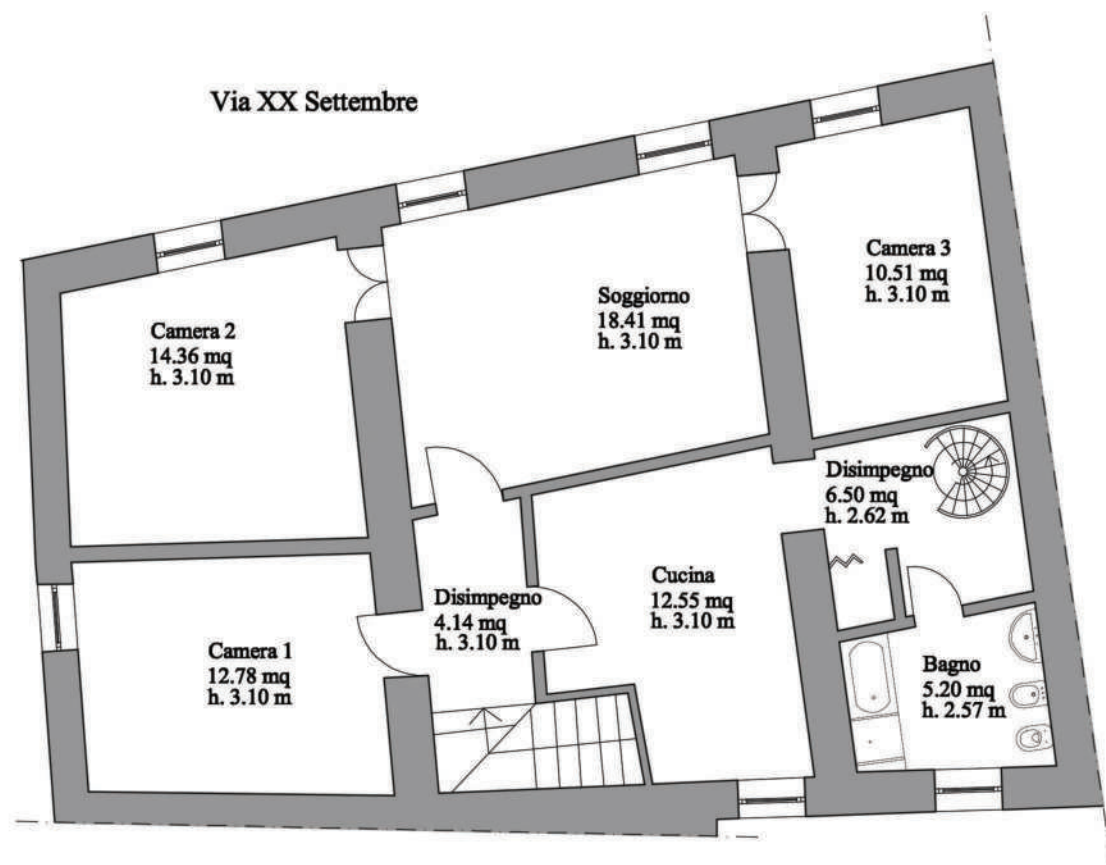 Via XX Settembre
Camera 3
10.51 mq
h. 3.10 m
Soggiorno
18.41 mq
h. 3.10 m
Camera 2
14.36 mq
h. 3.10 m
Disimpegno
6.50 mq
h. 2.62 m
Cucina
12.55 mq
h. 3.10 m
Disimpegno
4.14 mq
h. 3.10 m
Camera 1
12.78 mq
h. 3.10 m
Bagno
5.20 mq
h. 2.57 m